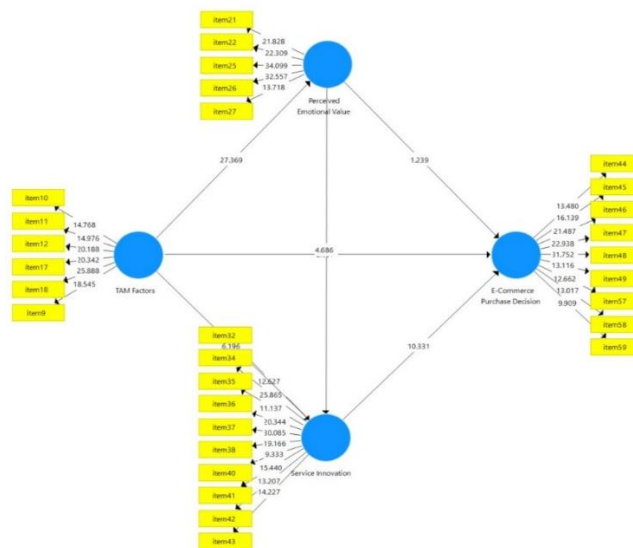 item21
item22
item25
item26
item27
21.828
22.309
34.099
32.557
13.718
Perceived
Emotional Value
27.369
1.239
item10
item11
item12
item17
item18
item9
14.768
14.976
20.188
20.342
25.888
18.545
TAM Factors
4.686
item44
item45
item46
item47
item48
item49
item57
item58
item59
13.480
16.139
21.487
22.938
31.752
13.116
12.662
13.017
9.909
E-Commerce
Purchase Decision
6.196
10.331
item32
item34
item35
item36
item37
item38
item40
item41
item42
item43
12.627
25.865
11.137
20.344
30.085
19.166
9.333
15.440
13.207
14.227
Service Innovation